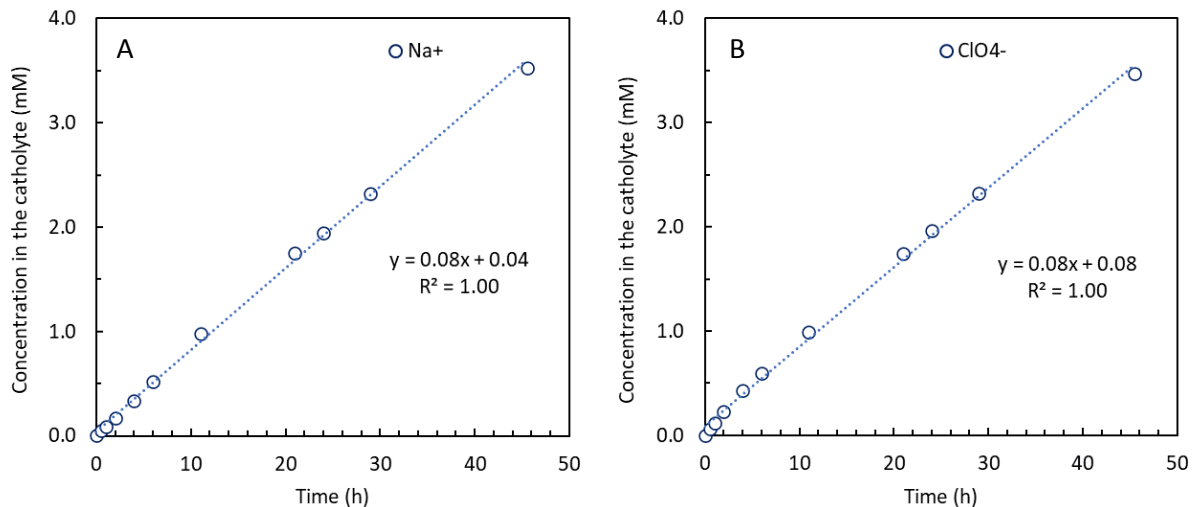 A
Na+
Concentration in the catholyte (mM)
4.0
3.0
2.0
1.0
0.0
y = 0.08x + 0.04
R² = 1.00
0 10 20 30 40 50
Time (h)
B
ClO4-
Concentration in the catholyte (mM)
4.0
3.0
2.0
1.0
0.0
y = 0.08x + 0.08
R² = 1.00
0 10 20 30 40 50
Time (h)